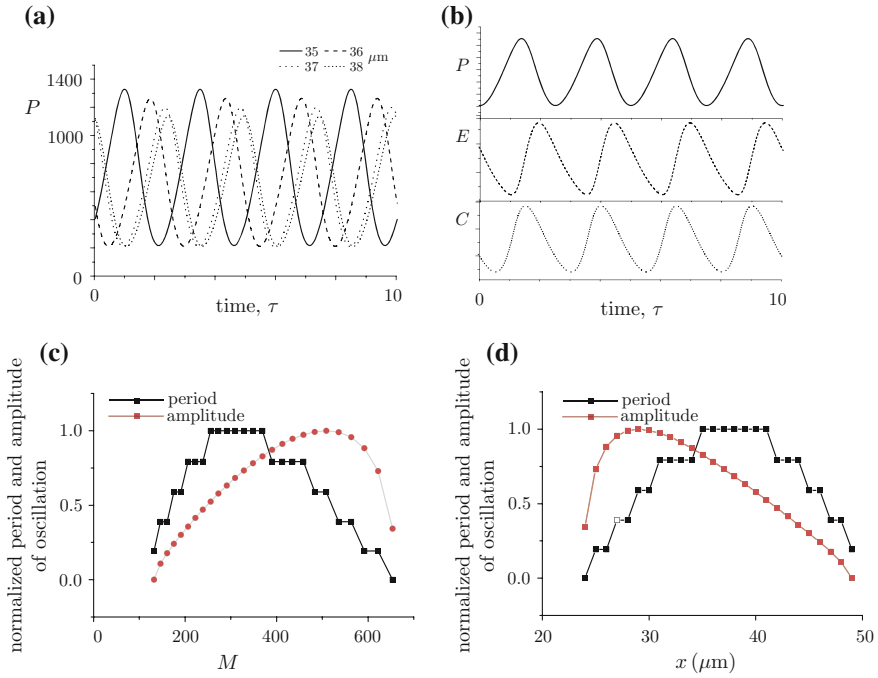 (a)
35 36 μm
37 38
1400
P
1000
0
0 10
time, τ
(b)
P
E
C
0 10
time, τ
(c)
normalized period and amplitude
of oscillation
period
amplitude
1.0
0.5
0.0
0 200 400 600
M
(d)
normalized period and amplitude
of oscillation
period
amplitude
1.0
0.5
0.0
20 30 40 50
x (μm)